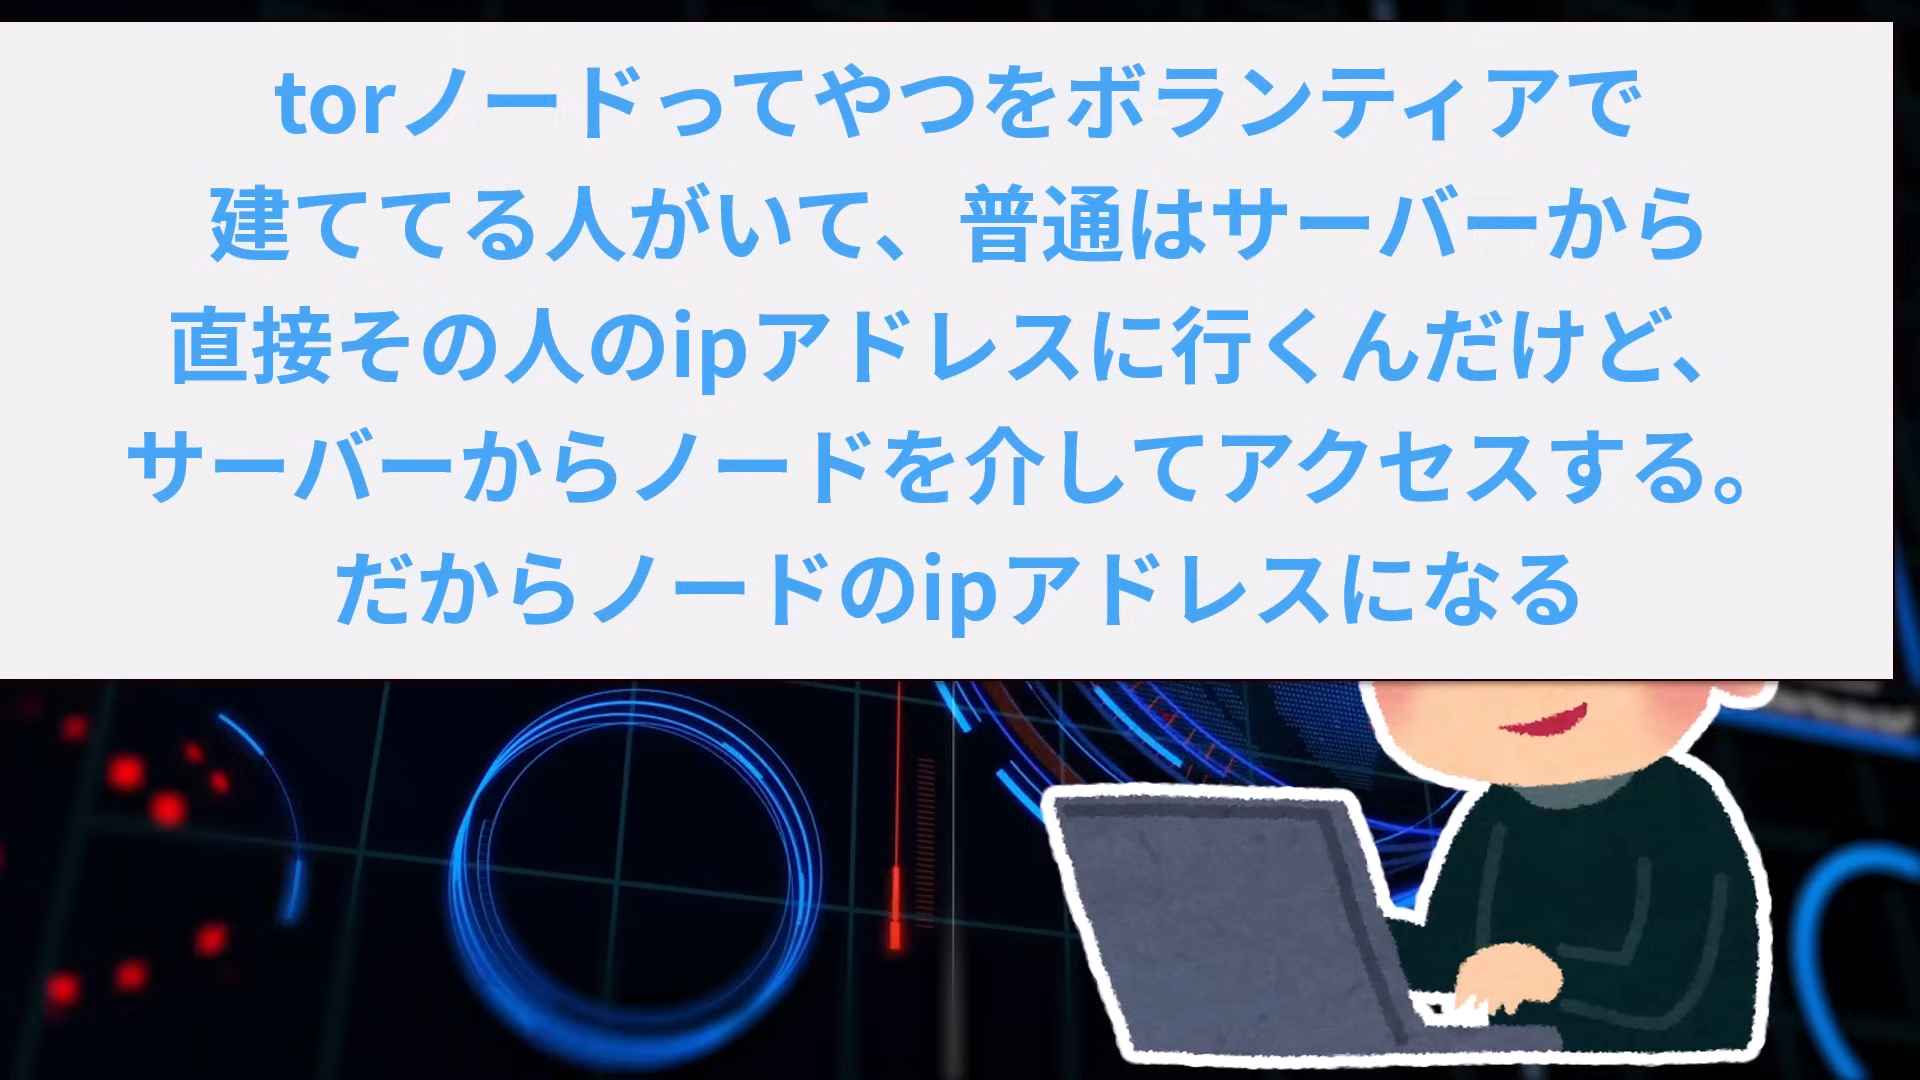 torノードってやつをボランティアで
建ててる人がいて、普通はサーバーから
直接その人のipアドレスに行くんだけど、
サーバーからノードを介してアクセスする。
だからノードのipアドレスになる